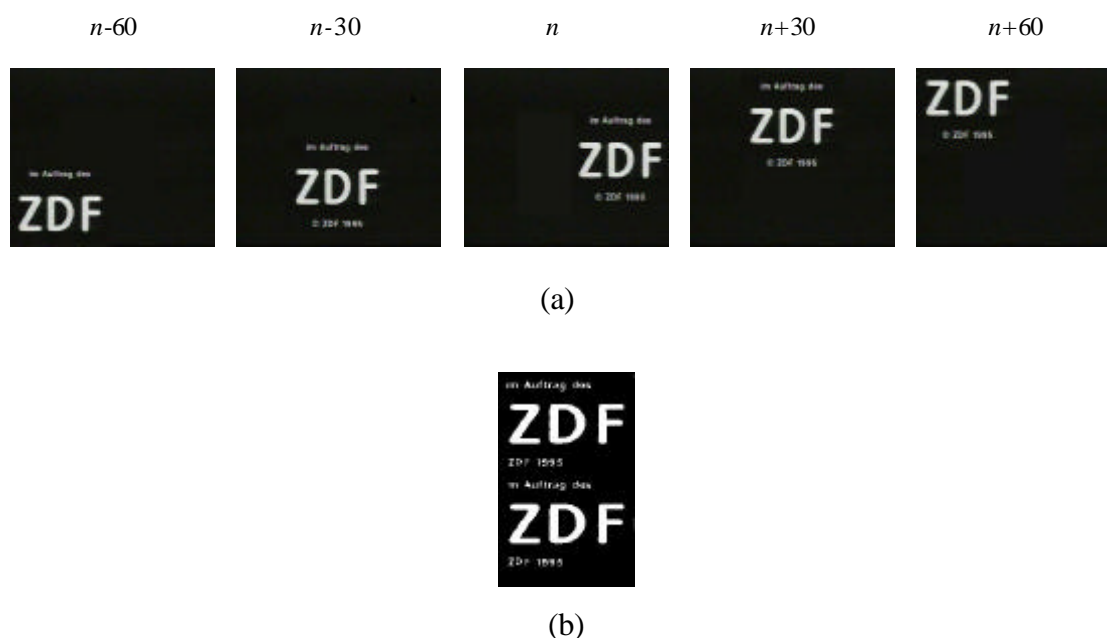 n-60 n-30 n n+30 n+60
im Auftrag des
ZDF
im Auftrag des
ZDF
© ZDF 1995
im Auftrag des
ZDF
© ZDF 1995
im Auftrag des
ZDF
© ZDF 1995
ZDF
© ZDF 1995
(a)
im Auftrag des
ZDF
ZDF 1995
im Auftrag des
ZDF
ZDF 1995
(b)